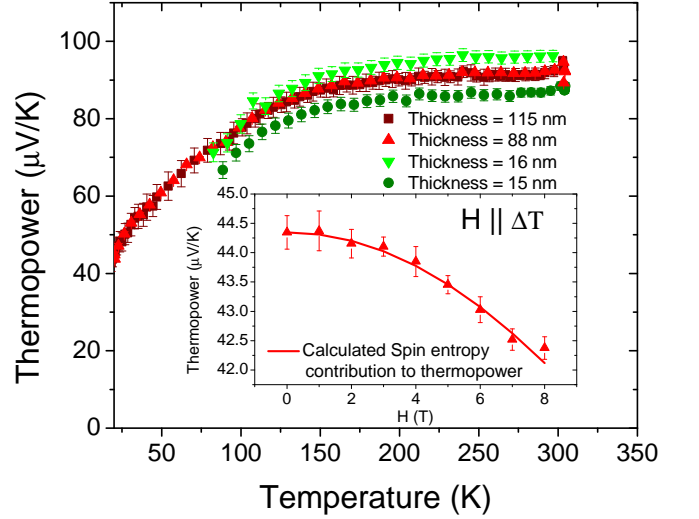 100
80
60
40
20
0
Thermopower (μV/K)
50
100
150
200
250
300
350
Temperature (K)
Thickness = 115 nm
Thickness = 88 nm
Thickness = 16 nm
Thickness = 15 nm
45.0
44.5
44.0
43.5
43.0
42.5
42.0
Thermopower (μV/K)
H || ΔT
Calculated Spin entropy
contribution to thermopower
0
2
4
6
8
H (T)